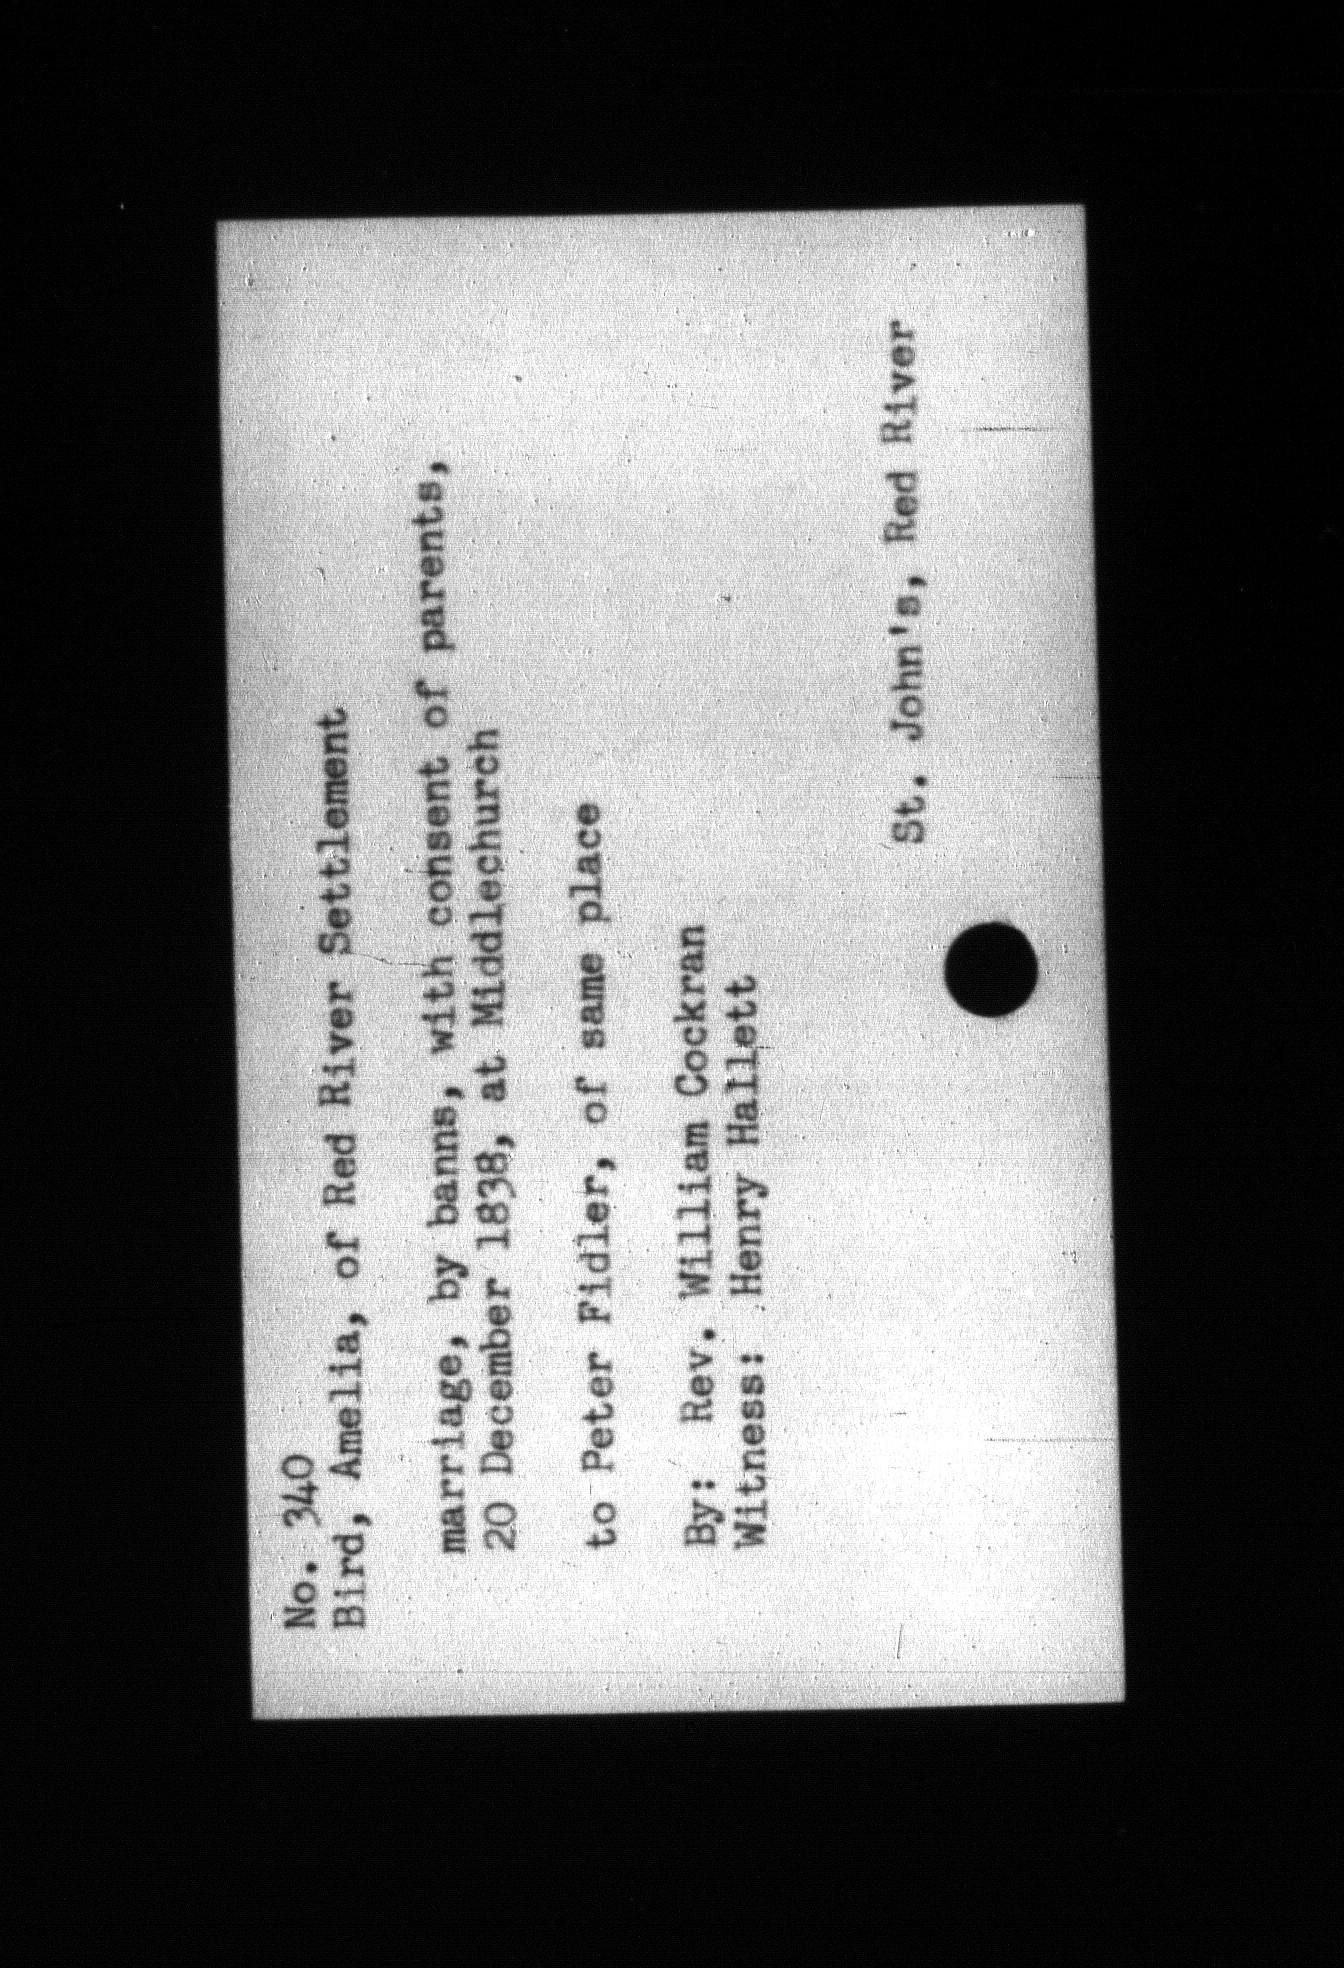 No. 340
Bird, Amelia, of Red River Settlement
marriage, by banns, with consent of parents,
20 December 1838, at Middlechurch
to Peter Fidler, of same place
By: Rev. William Cockran
Witness: Henry Hallett
St. John's, Red River